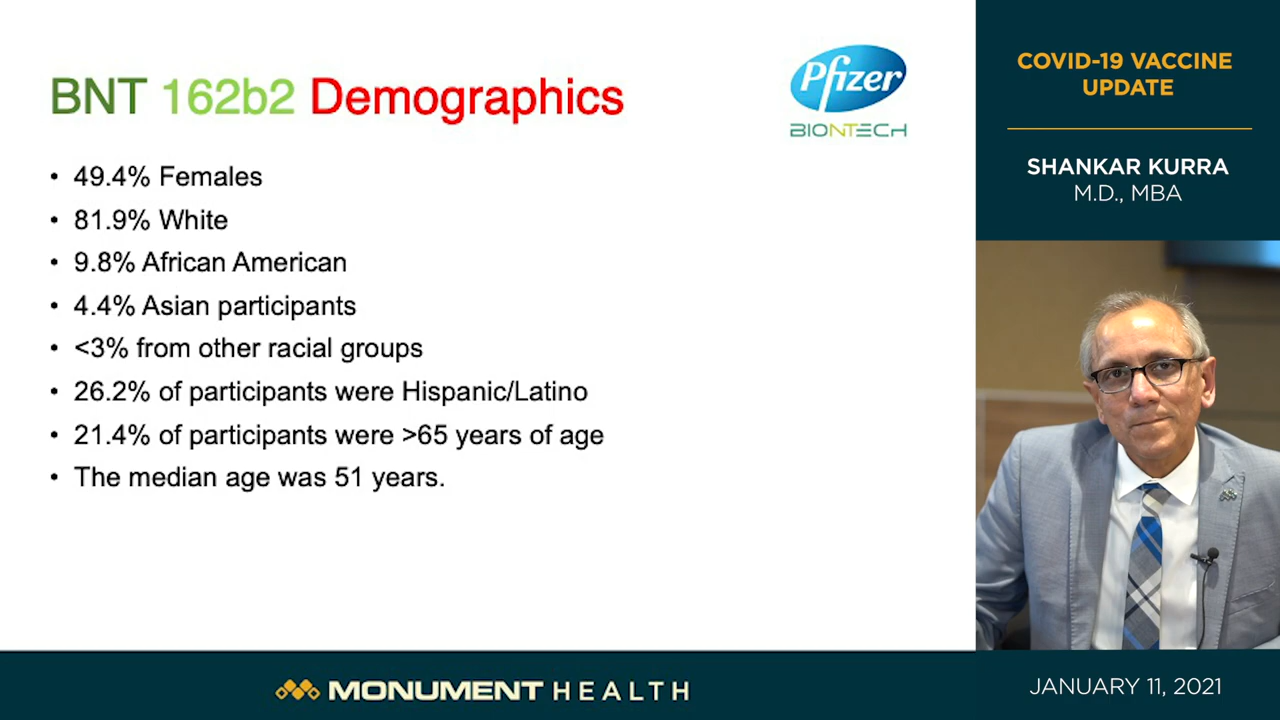 BNT 162b2 Demographics
Pfizer
BIONTECH
• 49.4% Females
• 81.9% White
• 9.8% African American
• 4.4% Asian participants
• <3% from other racial groups
• 26.2% of participants were Hispanic/Latino
• 21.4% of participants were >65 years of age
• The median age was 51 years.
COVID-19 VACCINE
UPDATE
SHANKAR KURRA
M.D., MBA
MONUMENT HEALTH
JANUARY 11, 2021